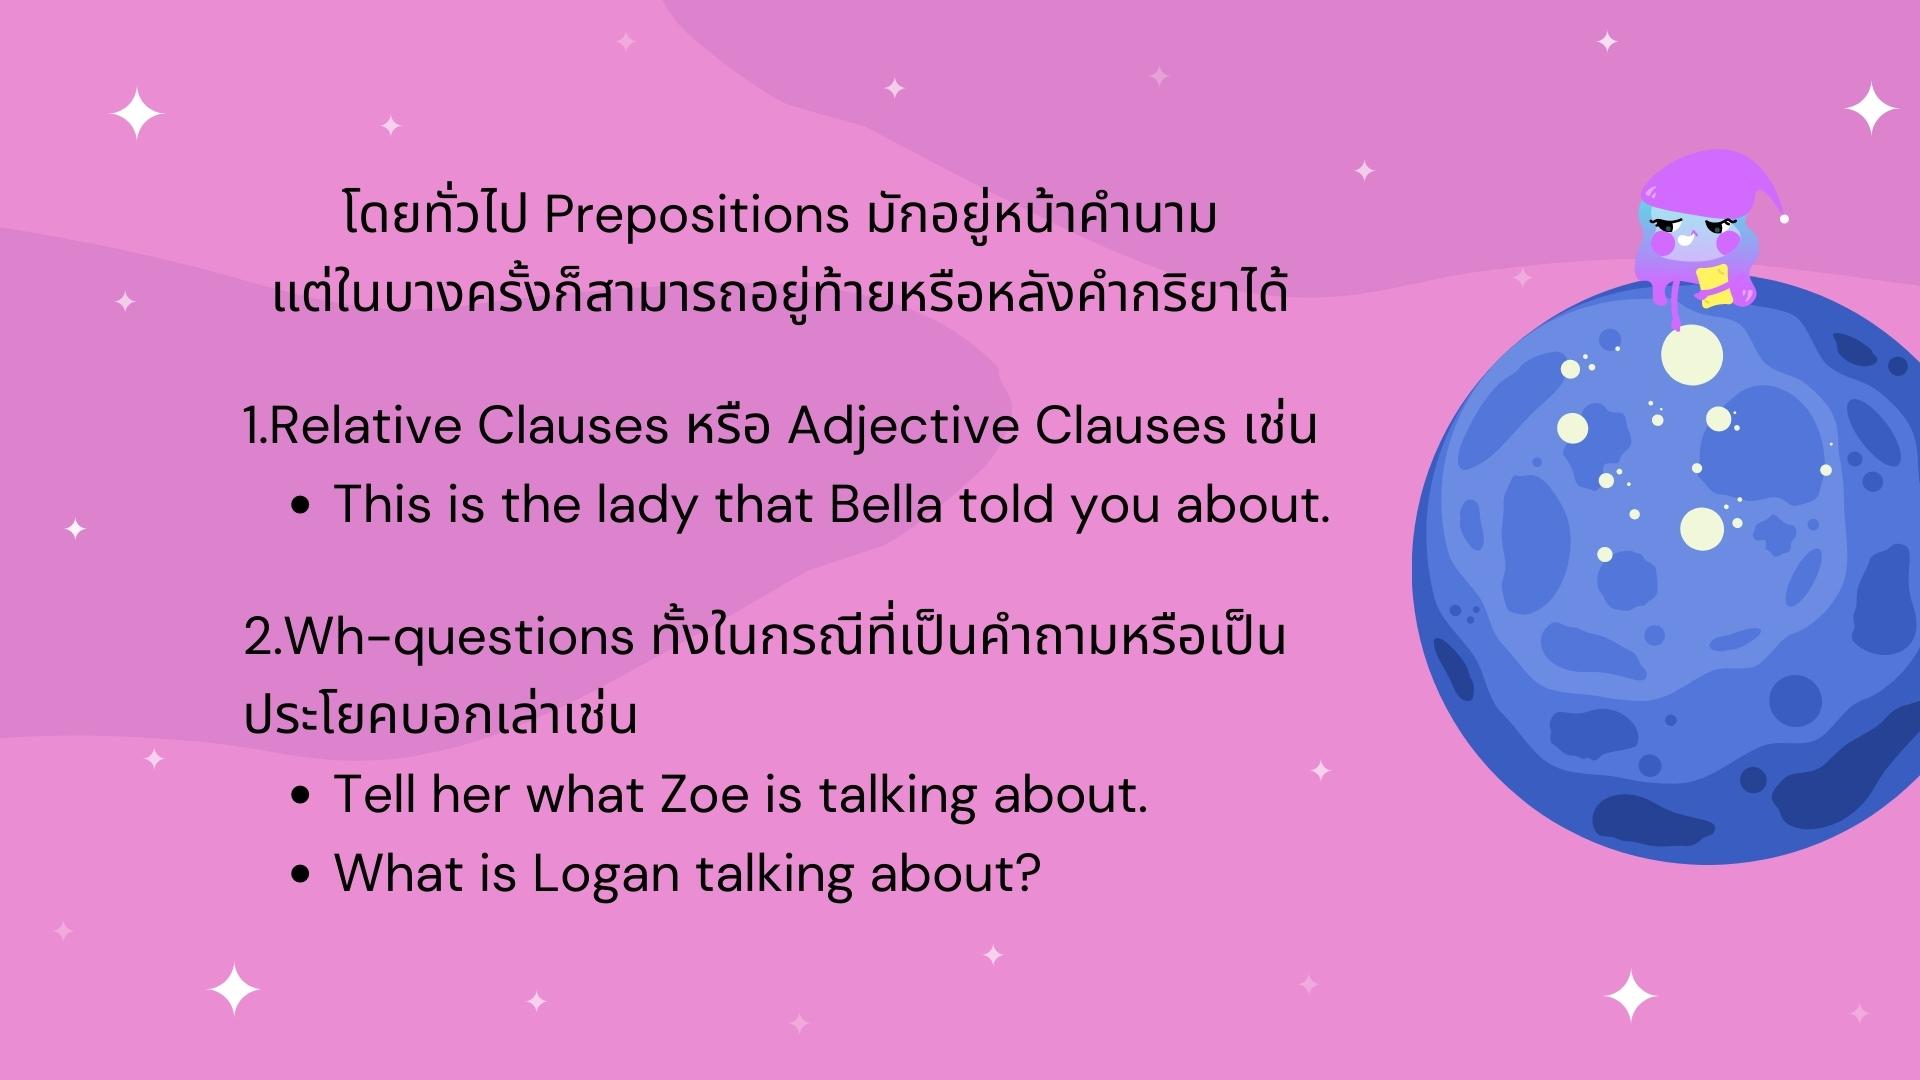 โดยทั่วไป Prepositions มักอยู่หน้าคำนาม
แต่ในบางครั้งก็สามารถอยู่ท้ายหรือหลังคำกริยาได้
1.Relative Clauses หรือ Adjective Clauses เช่น
• This is the lady that Bella told you about.
2.Wh-questions ทั้งในกรณีที่เป็นคำถามหรือเป็น
ประโยคบอกเล่าเช่น
• Tell her what Zoe is talking about.
• What is Logan talking about?